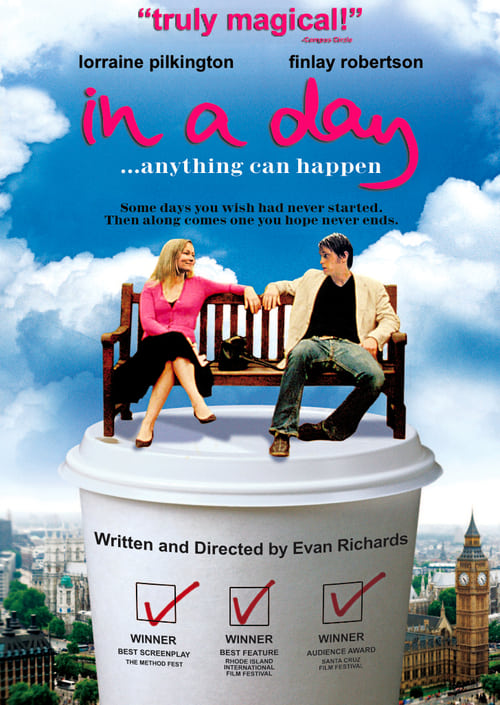 "truly magical!"
-Campus Circle
lorraine pilkington finlay robertson
in a day
...anything can happen
Some days you wish had never started.
Then along comes one you hope never ends.
Written and Directed by Evan Richards
WINNER
BEST SCREENPLAY
THE METHOD FEST
WINNER
BEST FEATURE
RHODE ISLAND
INTERNATIONAL
FILM FESTIVAL
WINNER
AUDIENCE AWARD
SANTA CRUZ
FILM FESTIVAL